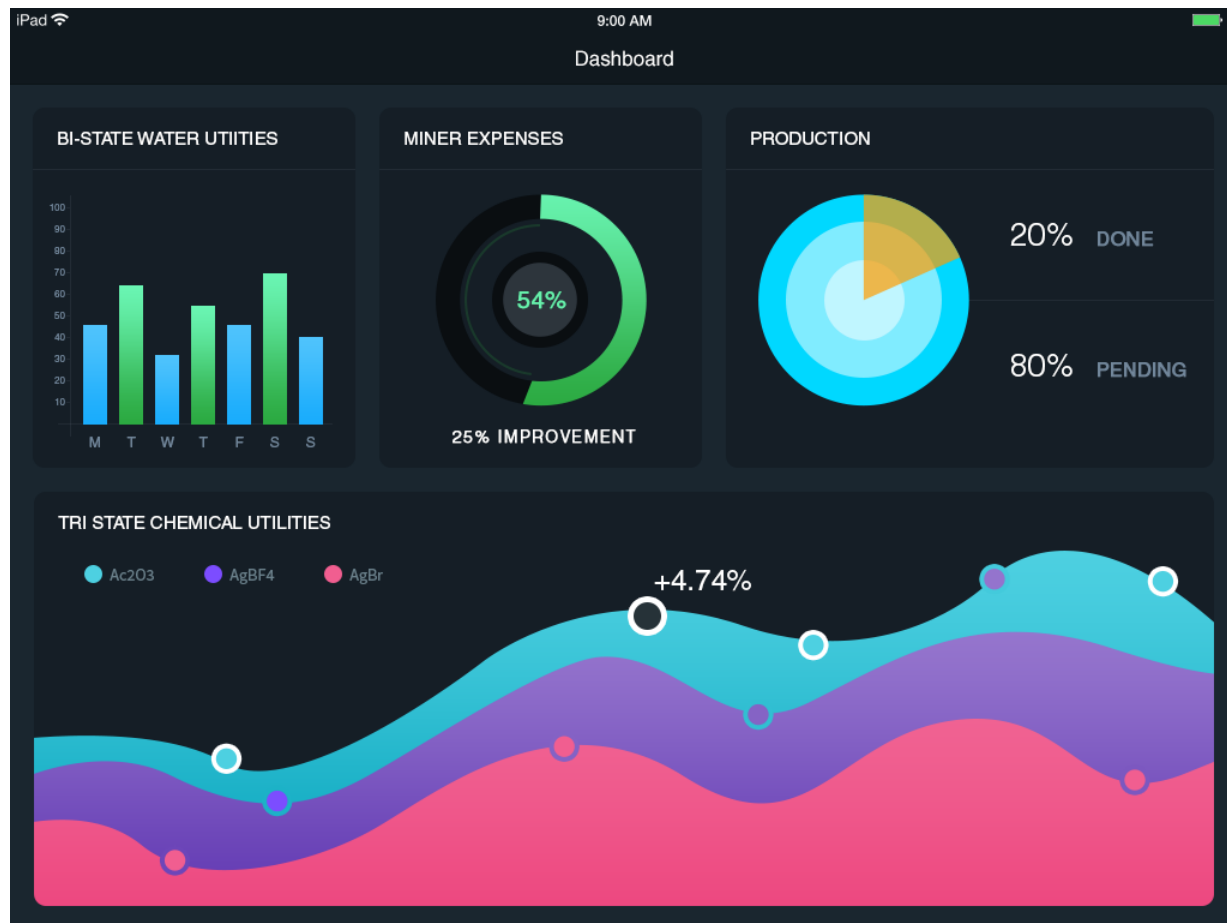 iPad 9:00 AM
Dashboard
BI-STATE WATER UTIITIES
100
90
80
70
60
50
40
30
20
10
M T W T F S S
MINER EXPENSES
54%
25% IMPROVEMENT
PRODUCTION
20% DONE
80% PENDING
TRI STATE CHEMICAL UTILITIES
Ac2O3 AgBF4 AgBr
+4.74%